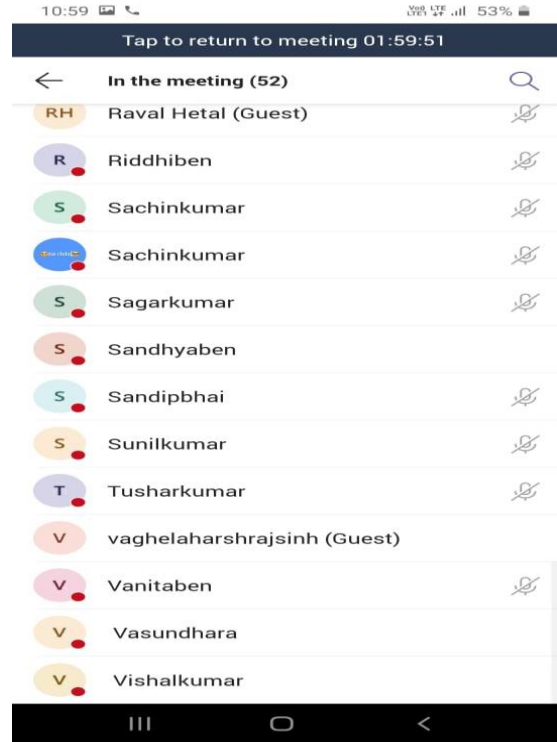 10:59 53%
Tap to return to meeting 01:59:51
In the meeting (52)
RH Raval Hetal (Guest)
R Riddhiben
S Sachinkumar
Sachinkumar
S Sagarkumar
S Sandhyaben
S Sandipbhai
S Sunilkumar
T Tusharkumar
V vaghelaharshrajsinh (Guest)
V Vanitaben
V Vasundhara
V Vishalkumar